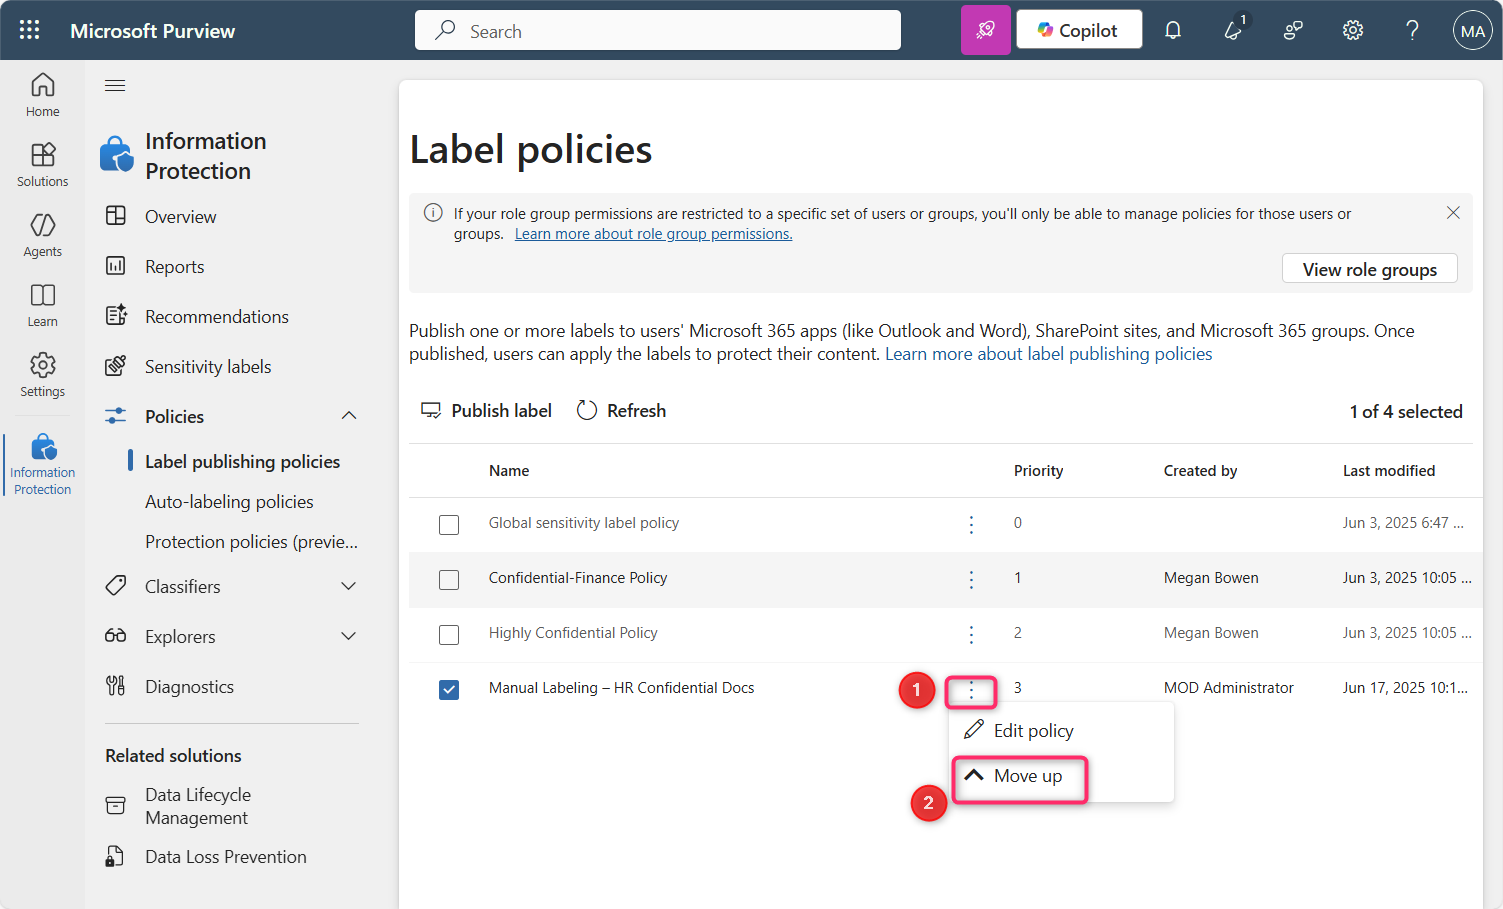 Microsoft Purview
Search
Copilot
1
MA
Home
Solutions
Agents
Learn
Settings
Information
Protection
Information
Protection
Overview
Reports
Recommendations
Sensitivity labels
Policies
Label publishing policies
Auto-labeling policies
Protection policies (previe...
Classifiers
Explorers
Diagnostics
Related solutions
Data Lifecycle
Management
Data Loss Prevention
Label policies
If your role group permissions are restricted to a specific set of users or groups, you'll only be able to manage policies for those users or
groups. Learn more about role group permissions.
View role groups
Publish one or more labels to users' Microsoft 365 apps (like Outlook and Word), SharePoint sites, and Microsoft 365 groups. Once
published, users can apply the labels to protect their content. Learn more about label publishing policies
Publish label Refresh 1 of 4 selected
Name Priority Created by Last modified
Global sensitivity label policy 0 Jun 3, 2025 6:47 ...
Confidential-Finance Policy 1 Megan Bowen Jun 3, 2025 10:05 ...
Highly Confidential Policy 2 Megan Bowen Jun 3, 2025 10:05 ...
Manual Labeling – HR Confidential Docs 1 3 MOD Administrator Jun 17, 2025 10:1...
Edit policy
Move up
2